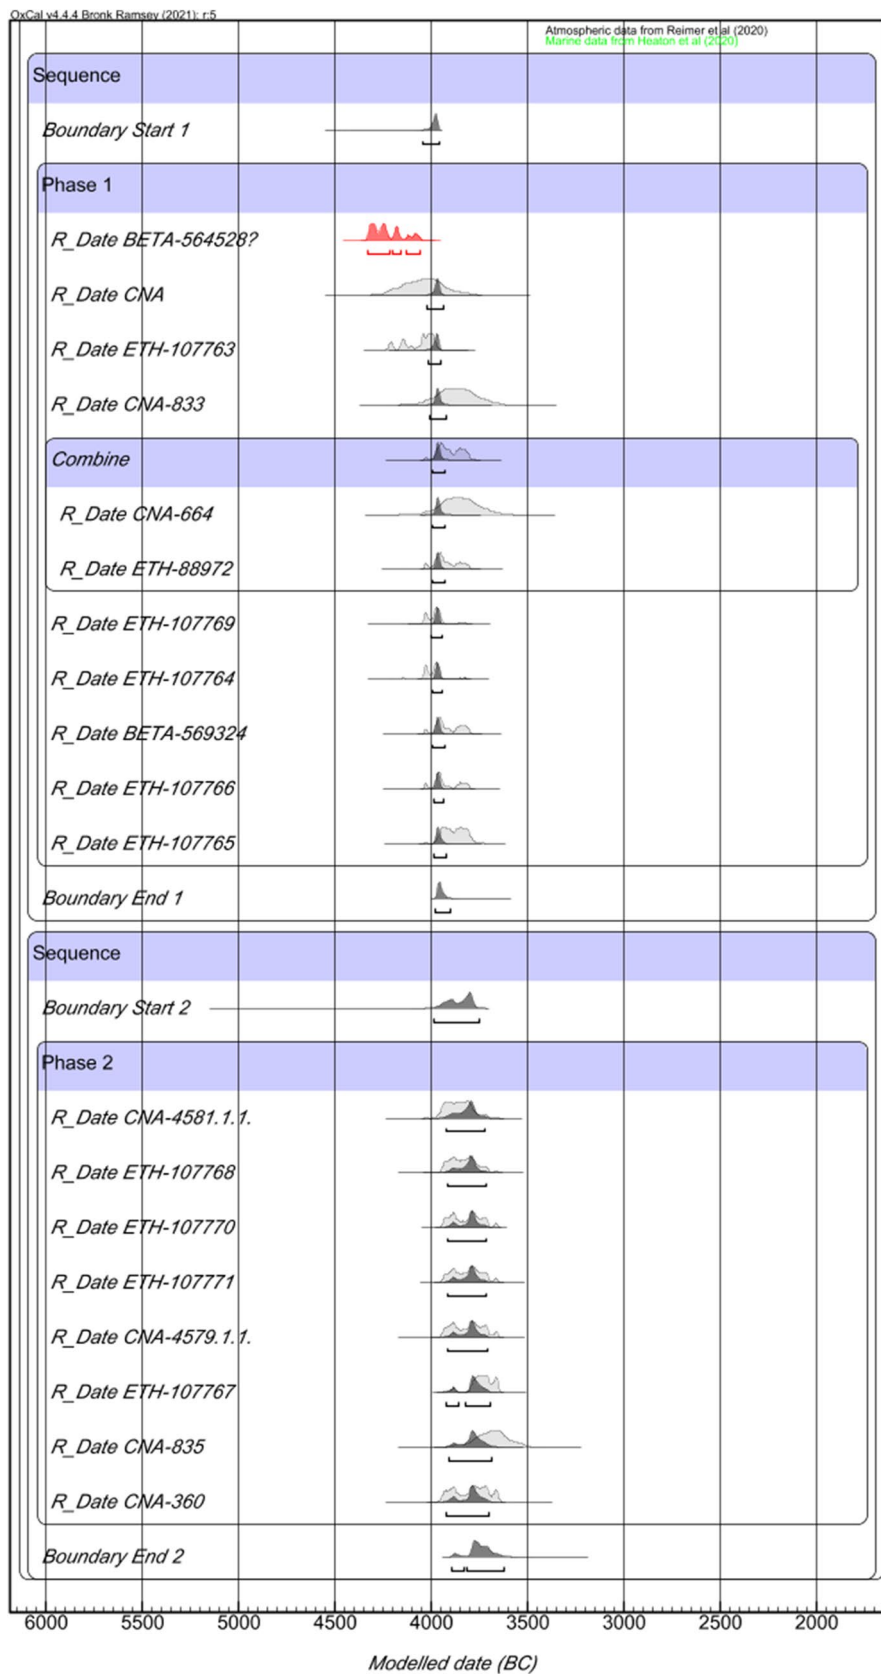 OxCal v4.4.4 Bronk Ramsey (2021); r:5
Atmospheric data from Reimer et al (2020)
Marine data from Heaton et al (2020)
Sequence
Boundary Start 1
Phase 1
R_Date BETA-564528?
R_Date CNA
R_Date ETH-107763
R_Date CNA-833
Combine
R_Date CNA-664
R_Date ETH-88972
R_Date ETH-107769
R_Date ETH-107764
R_Date BETA-569324
R_Date ETH-107766
R_Date ETH-107765
Boundary End 1
Sequence
Boundary Start 2
Phase 2
R_Date CNA-4581.1.1.
R_Date ETH-107768
R_Date ETH-107770
R_Date ETH-107771
R_Date CNA-4579.1.1.
R_Date ETH-107767
R_Date CNA-835
R_Date CNA-360
Boundary End 2
6000 5500 5000 4500 4000 3500 3000 2500 2000
Modelled date (BC)